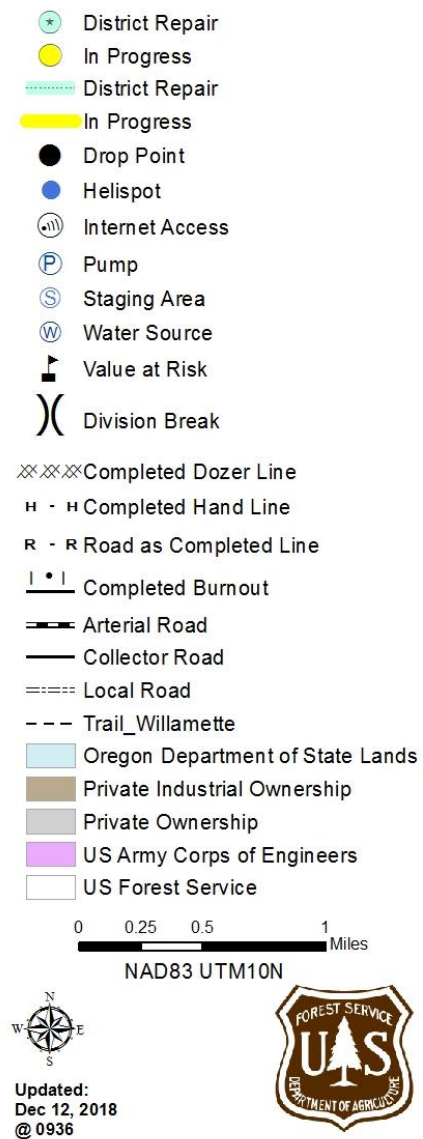 District Repair
In Progress
District Repair
In Progress
Drop Point
Helispot
Internet Access
P Pump
S Staging Area
W Water Source
Value at Risk
Division Break
Completed Dozer Line
H - H Completed Hand Line
R - R Road as Completed Line
Completed Burnout
Arterial Road
Collector Road
Local Road
Trail_Willamette
Oregon Department of State Lands
Private Industrial Ownership
Private Ownership
US Army Corps of Engineers
US Forest Service
0 0.25 0.5 1
Miles
NAD83 UTM10N
N
W E
S
Updated:
Dec 12, 2018
@ 0936
FOREST SERVICE
U S
DEPARTMENT OF AGRICULTURE